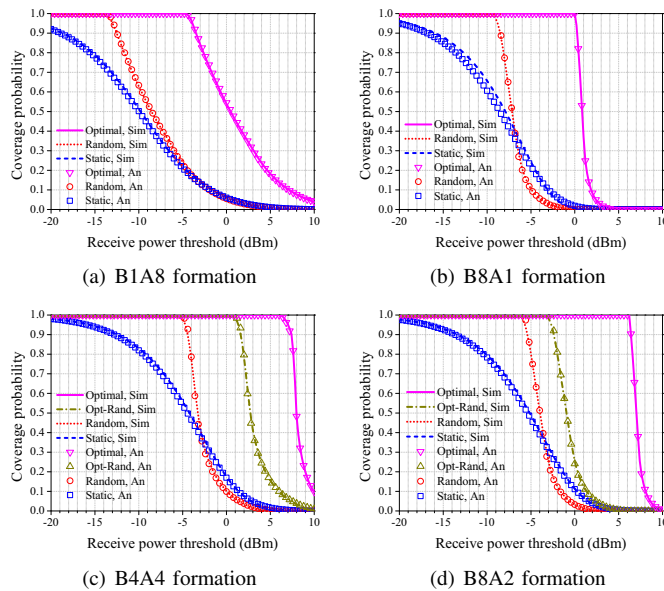 1.0
0.9
0.8
0.7
0.6
0.5
0.4
0.3
0.2
0.1
0.0
Coverage probability
Optimal, Sim
Random, Sim
Static, Sim
Optimal, An
Random, An
Static, An
-20 -15 -10 -5 0 5 10
Receive power threshold (dBm)
(a) B1A8 formation
1.0
0.9
0.8
0.7
0.6
0.5
0.4
0.3
0.2
0.1
0.0
Coverage probability
Optimal, Sim
Random, Sim
Static, Sim
Optimal, An
Random, An
Static, An
-20 -15 -10 -5 0 5 10
Receive power threshold (dBm)
(b) B8A1 formation
1.0
0.9
0.8
0.7
0.6
0.5
0.4
0.3
0.2
0.1
0.0
Coverage probability
Optimal, Sim
Opt-Rand, Sim
Random, Sim
Static, Sim
Optimal, An
Opt-Rand, An
Random, An
Static, An
-20 -15 -10 -5 0 5 10
Receive power threshold (dBm)
(c) B4A4 formation
1.0
0.9
0.8
0.7
0.6
0.5
0.4
0.3
0.2
0.1
0.0
Coverage probability
Optimal, Sim
Opt-Rand, Sim
Random, Sim
Static, Sim
Optimal, An
Opt-Rand, An
Random, An
Static, An
-20 -15 -10 -5 0 5 10
Receive power threshold (dBm)
(d) B8A2 formation